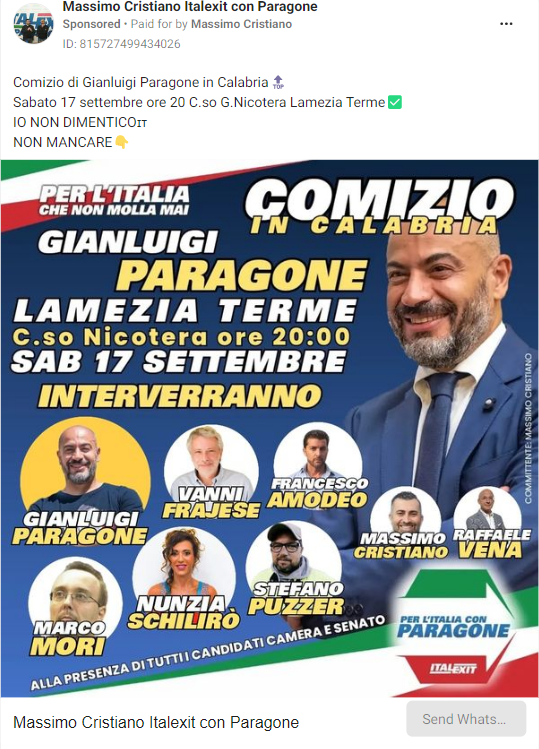 Massimo Cristiano Italexit con Paragone
Sponsored • Paid for by Massimo Cristiano
ID: 815727499434026
Comizio di Gianluigi Paragone in Calabria 🔝
Sabato 17 settembre ore 20 C.so G.Nicotera Lamezia Terme✅
IO NON DIMENTICOIT
NON MANCARE👇
PER L'ITALIA
CHE NON MOLLA MAI
COMIZIO
IN CALABRIA
GIANLUIGI
PARAGONE
LAMEZIA TERME
C.so Nicotera ore 20:00
SAB 17 SETTEMBRE
INTERVERRANNO
GIANLUIGI
PARAGONE
VANNI
FRAJESE
FRANCESCO
AMODEO
MASSIMO
CRISTIANO
RAFFAELE
VENA
MARCO
MORI
NUNZIA
SCHILIRÒ
STEFANO
PUZZER
ALLA PRESENZA DI TUTTI I CANDIDATI CAMERA E SENATO
PER L'ITALIA CON
PARAGONE
ITALEXIT
COMMITTENTE: MASSIMO CRISTIANO
Massimo Cristiano Italexit con Paragone
Send Whats...